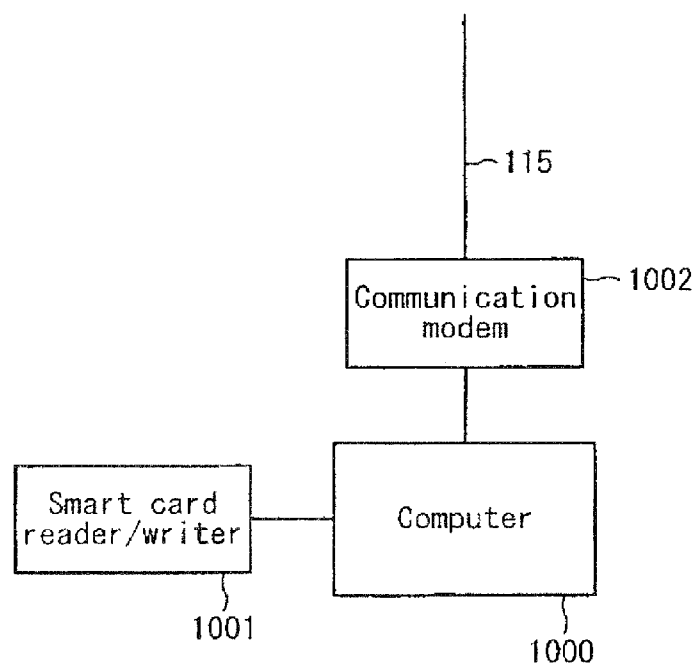 115
1002
Communication
modem
Smart card
reader/writer
Computer
1001
1000